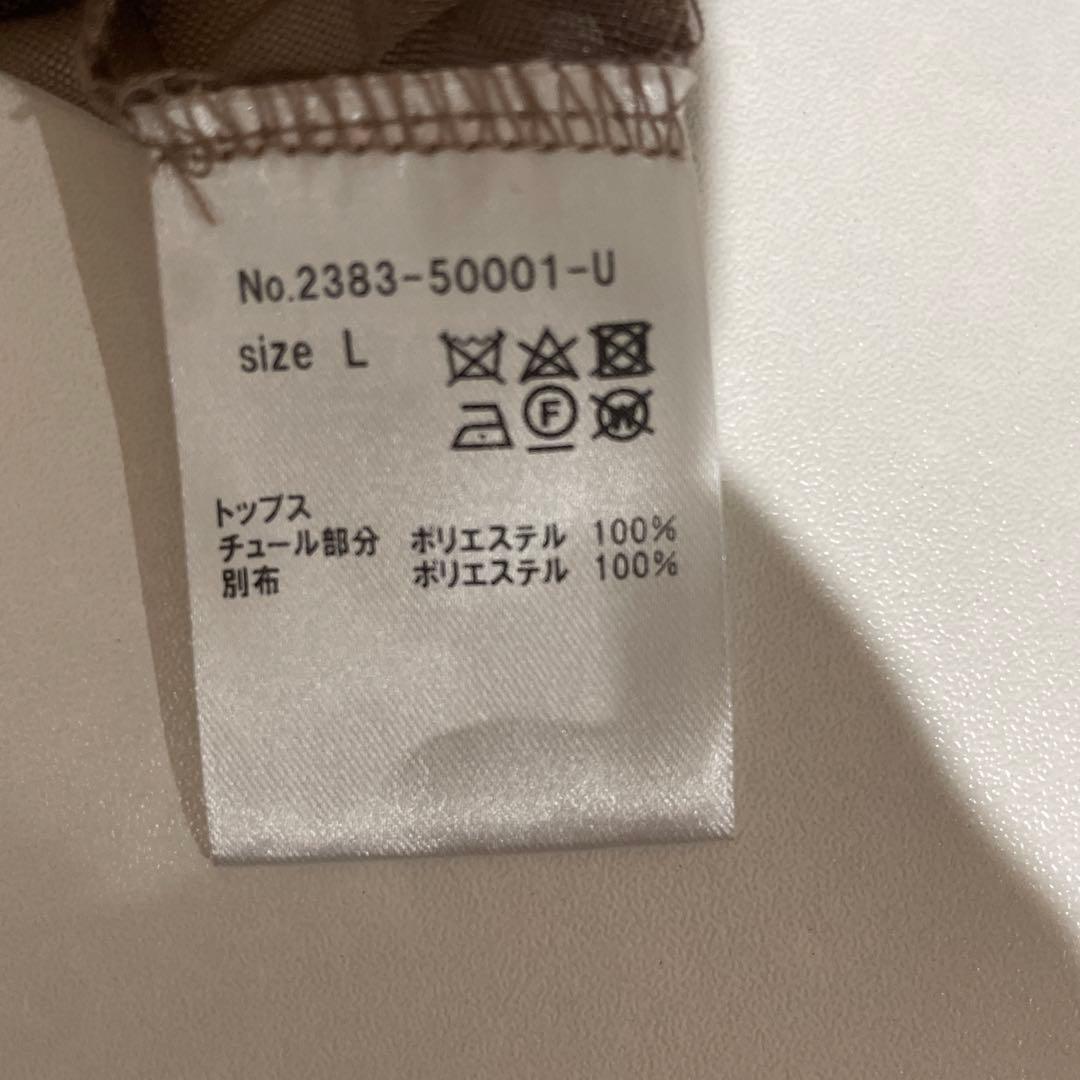 No.2383-50001-U
size L
F
W
トップス
チュール部分 ポリエステル 100%
別布 ポリエステル 100%